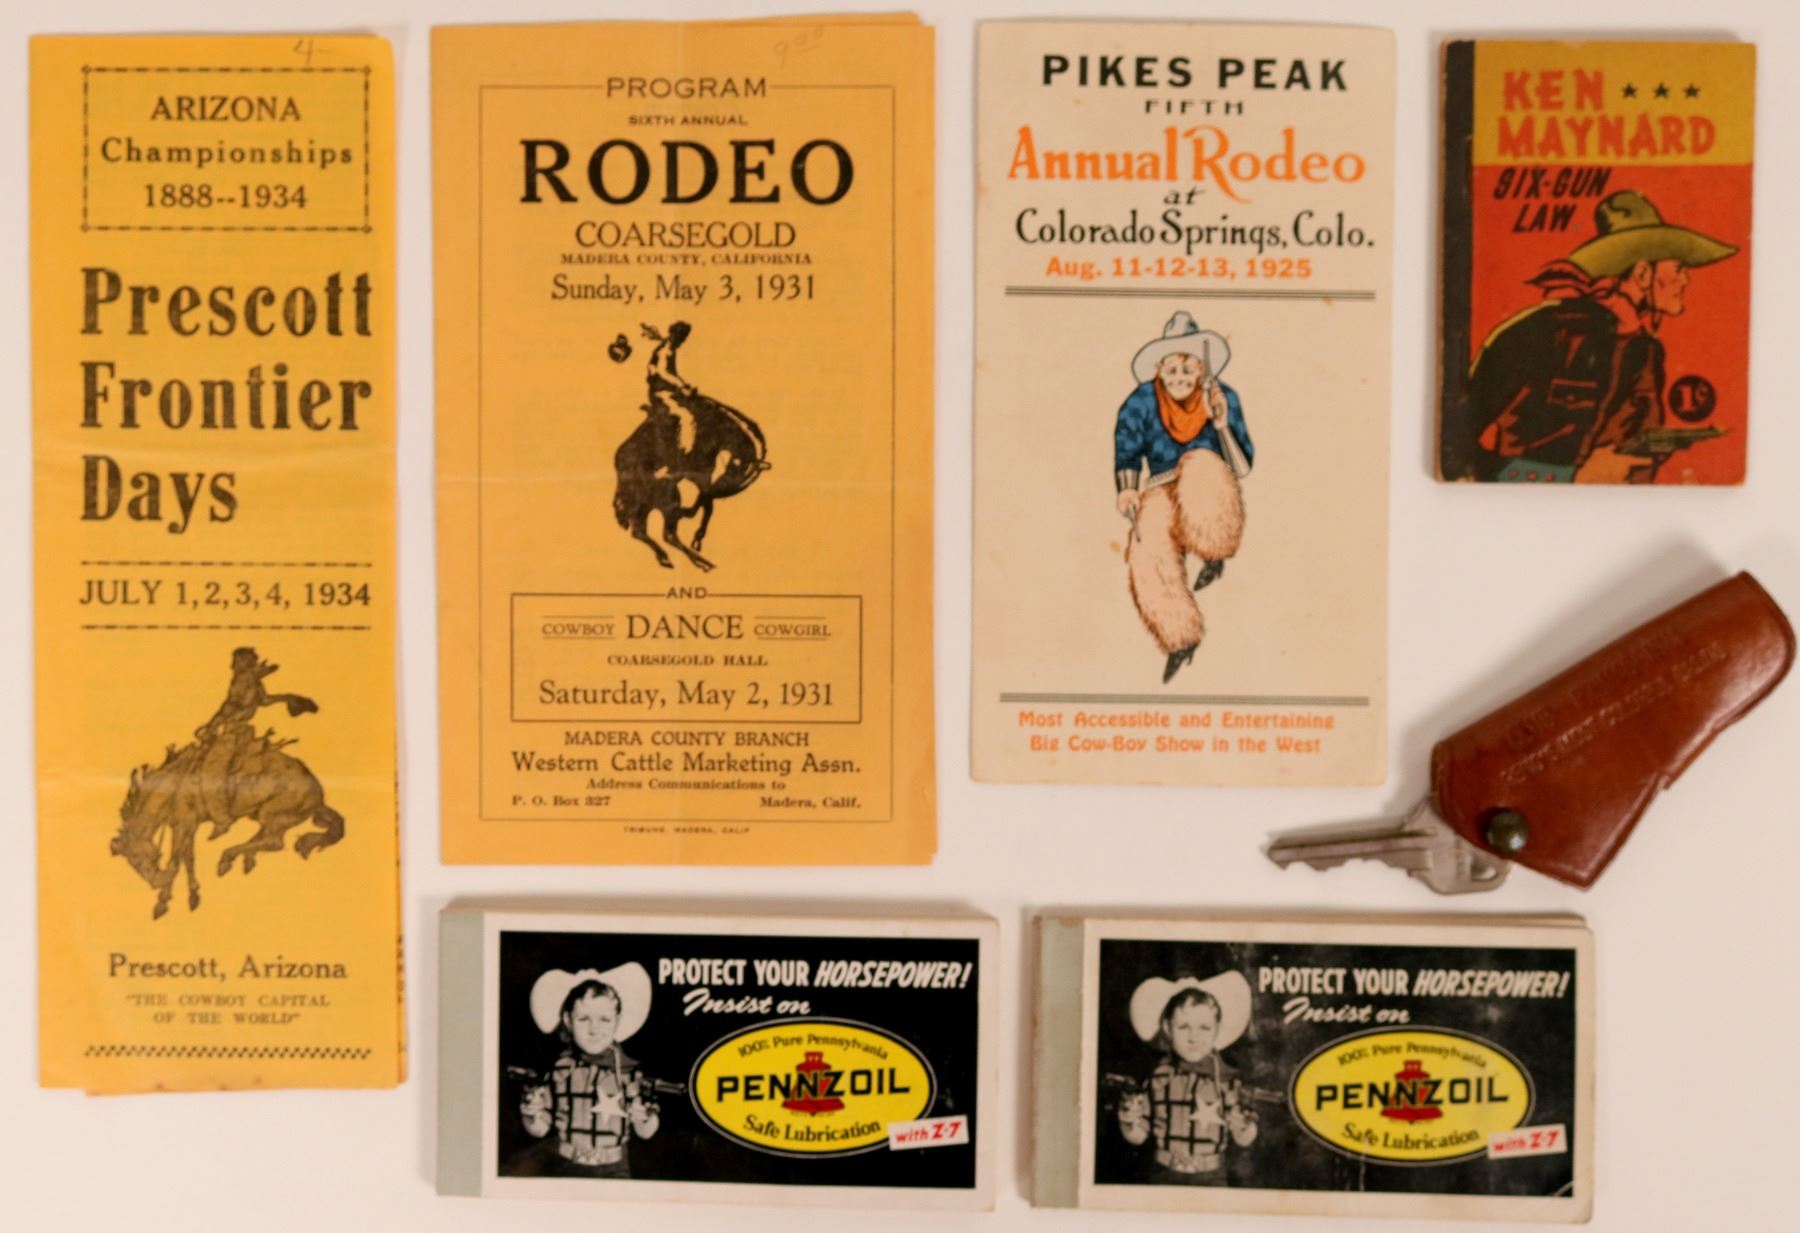 4-
ARIZONA
Championships
1888--1934
Prescott
Frontier
Days
JULY 1, 2, 3, 4, 1934
Prescott, Arizona
"THE COWBOY CAPITAL
OF THE WORLD"
900
PROGRAM
SIXTH ANNUAL
RODEO
COARSEGOLD
MADERA COUNTY, CALIFORNIA
Sunday, May 3, 1931
AND
COWBOY DANCE COWGIRL
COARSEGOLD HALL
Saturday, May 2, 1931
MADERA COUNTY BRANCH
Western Cattle Marketing Assn.
Address Communications to
P. O. Box 327 Madera, Calif.
TRIBUNE, MADERA, CALIF
PIKES PEAK
FIFTH
Annual Rodeo
at
Colorado Springs, Colo.
Aug. 11-12-13, 1925
Most Accessible and Entertaining
Big Cow-Boy Show in the West
KEN
MAYNARD
SIX-GUN
LAW
1¢
PROTECT YOUR HORSEPOWER!
Insist on
100% Pure Pennsylvania
PENNZOIL
Safe Lubrication
with Z-7
PROTECT YOUR HORSEPOWER!
Insist on
100% Pure Pennsylvania
PENNZOIL
Safe Lubrication
with Z-7